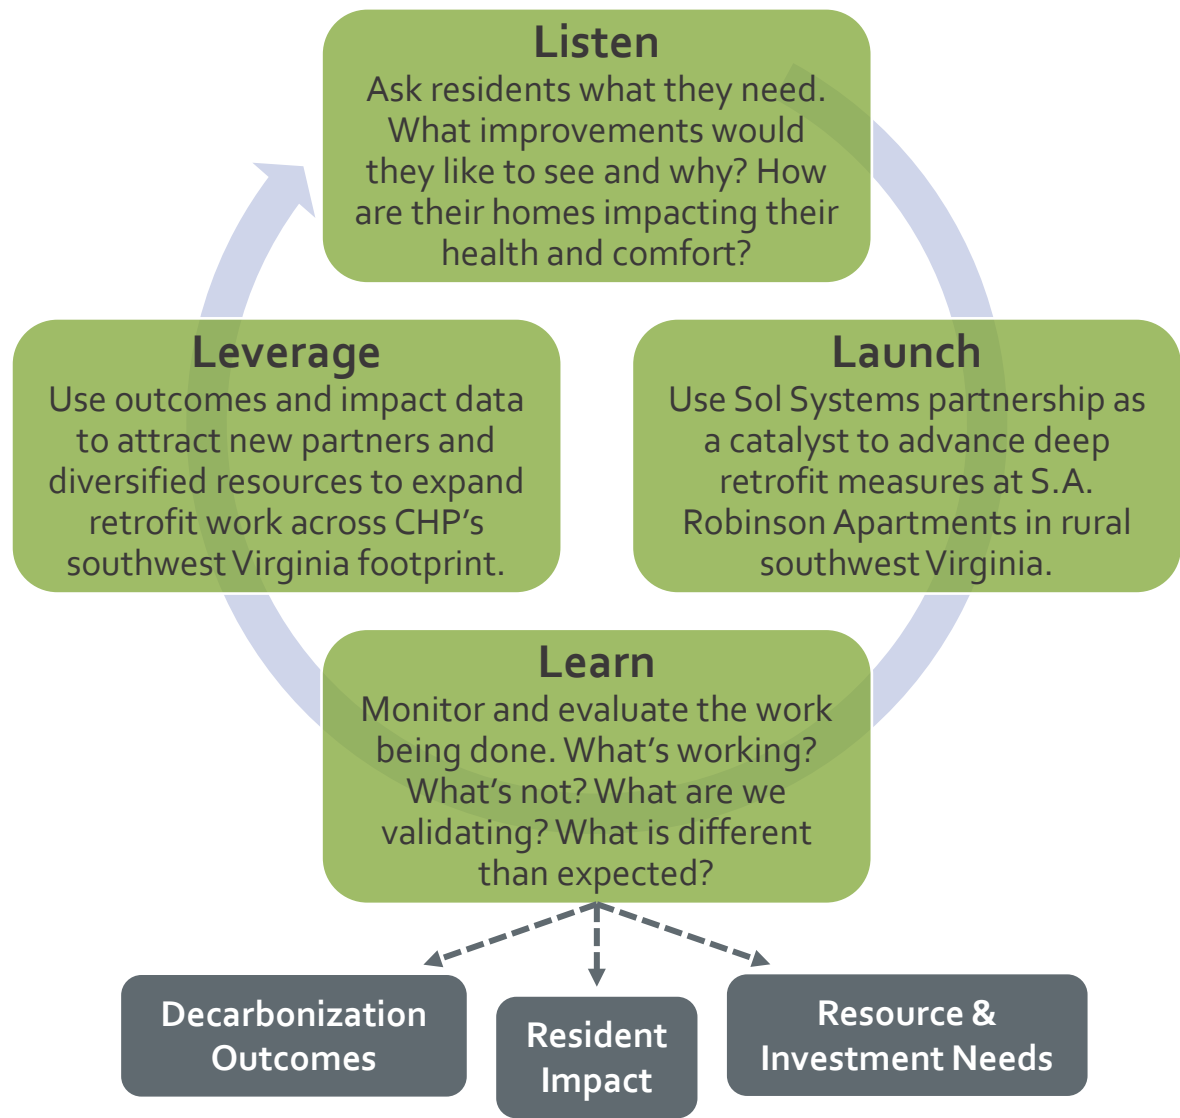 Listen
Ask residents what they need.
What improvements would
they like to see and why? How
are their homes impacting their
health and comfort?
Leverage
Use outcomes and impact data
to attract new partners and
diversified resources to expand
retrofit work across CHP’s
southwest Virginia footprint.
Launch
Use Sol Systems partnership as
a catalyst to advance deep
retrofit measures at S.A.
Robinson Apartments in rural
southwest Virginia.
Learn
Monitor and evaluate the work
being done. What’s working?
What’s not? What are we
validating? What is different
than expected?
Decarbonization
Outcomes
Resident
Impact
Resource &
Investment Needs